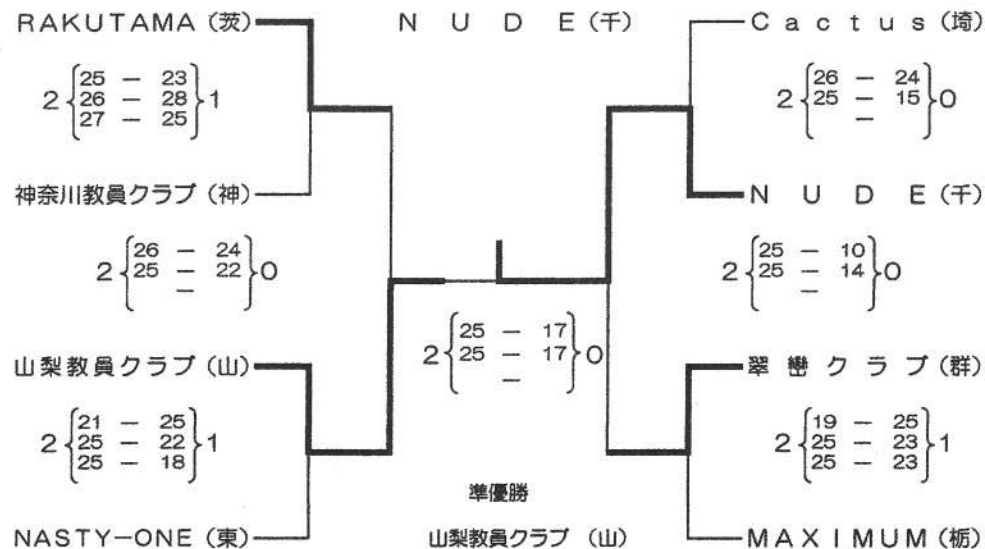 RAKUTAMA (茨)
NUDE (千)
Cactus (埼)
2 { 25 － 23 } 1
26 － 28
27 － 25
2 { 26 － 24 } 0
25 － 15
－
神奈川教員クラブ (神)
NUDE (千)
2 { 26 － 24 } 0
25 － 22
－
2 { 25 － 10 } 0
25 － 14
－
2 { 25 － 17 } 0
25 － 17
－
山梨教員クラブ (山)
翠巒クラブ (群)
2 { 21 － 25 } 1
25 － 22
25 － 18
2 { 19 － 25 } 1
25 － 23
25 － 23
準優勝
NASTY－ONE (東)
山梨教員クラブ (山)
MAXIMUM (栃)